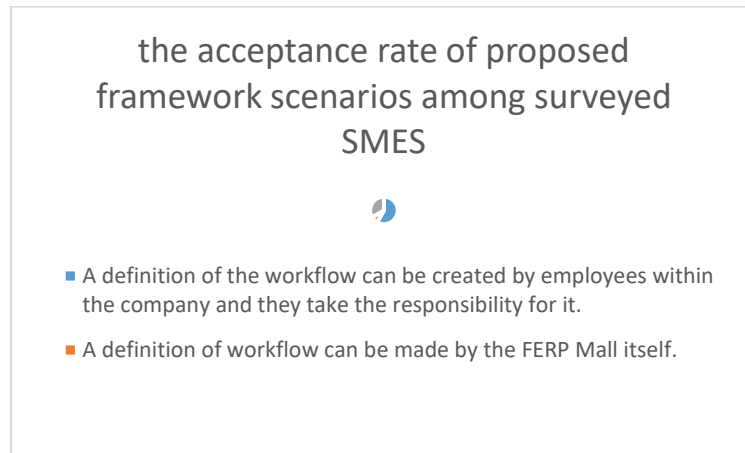 the acceptance rate of proposed
framework scenarios among surveyed
SMES
A definition of the workflow can be created by employees within
the company and they take the responsibility for it.
A definition of workflow can be made by the FERP Mall itself.